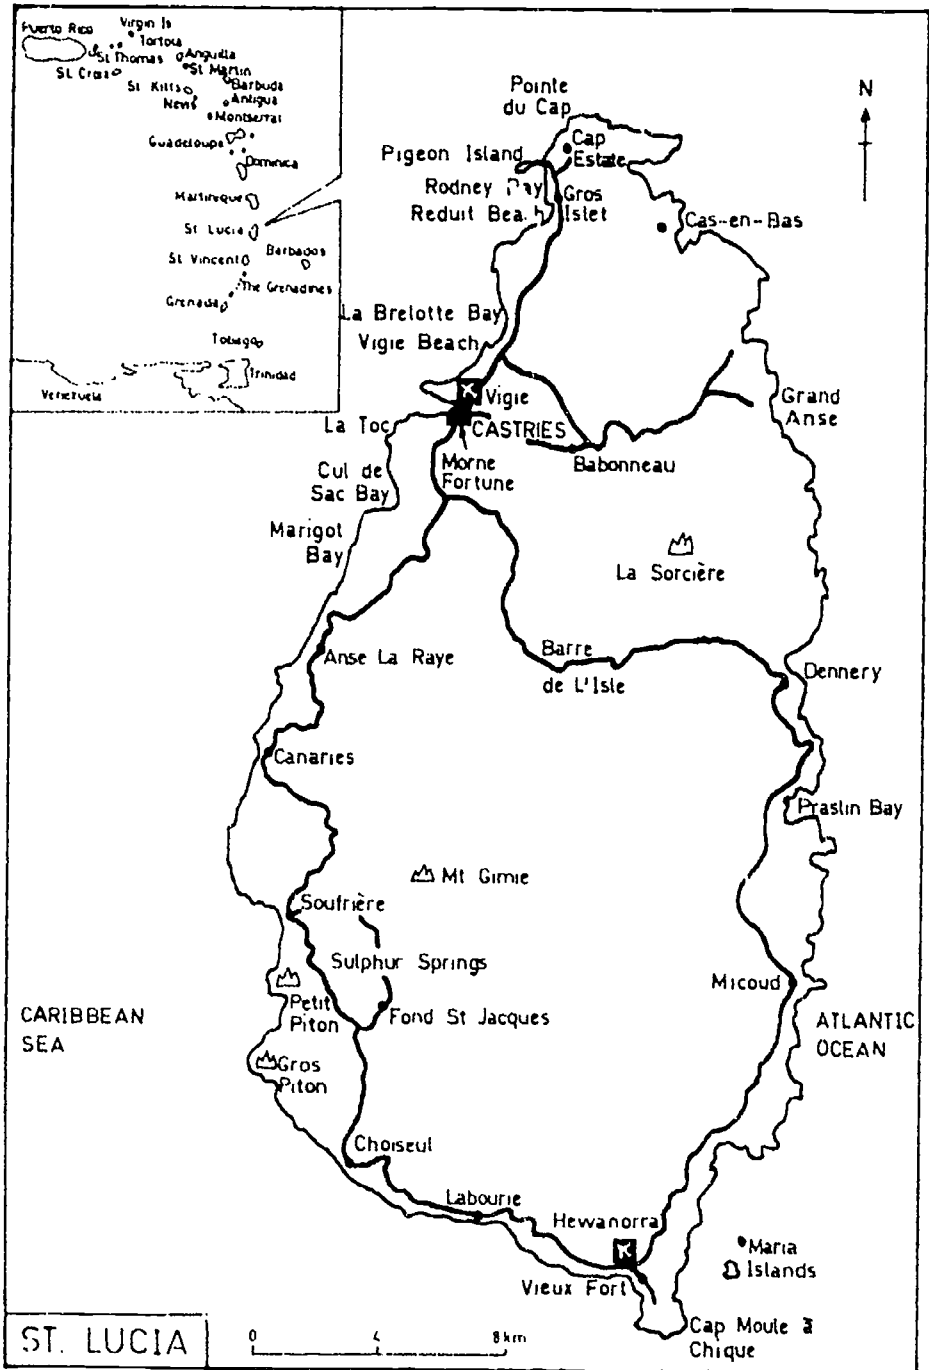 Puerto Rico
Virgin Is
Tortola
St Thomas
Anguilla
St Croix
St Martin
St Kitts
Barbuda
Nevis
Antigua
Montserrat
Guadeloupe
Dominica
Martinique
St Lucia
Barbados
St Vincent
The Grenadines
Grenada
Tobago
Trinidad
Venezuela
N
Pointe
du Cap
Cap
Estate
Pigeon Island
Rodney Bay
Gros
Islet
Reduit Beach
Cas-en-Bas
La Brelotte Bay
Vigie Beach
Vigie
Grand
Anse
La Toc
CASTRIES
Morne
Fortune
Babonneau
Cul de
Sac Bay
Marigot
Bay
La Sorcière
Anse La Raye
Barre
de L'Isle
Dennery
Canaries
Praslin Bay
Mt Gimie
Soufrière
Sulphur Springs
Micoud
Petit
Piton
Fond St Jacques
CARIBBEAN
SEA
ATLANTIC
OCEAN
Gros
Piton
Choiseul
Labourie
Hewanorra
Maria
Islands
Vieux Fort
Cap Moule à
Chique
ST. LUCIA
0 4 8km